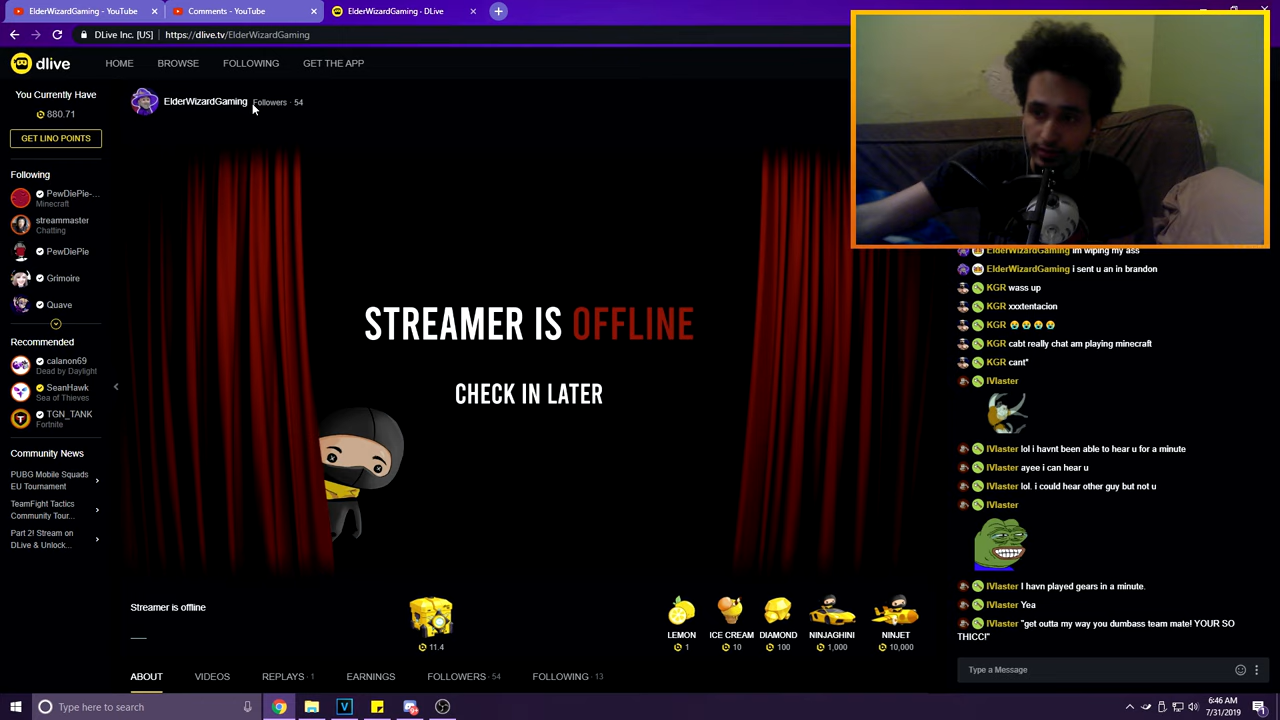 ElderWizardGaming - YouTube
Comments - YouTube
ElderWizardGaming - DLive
DLive Inc. [US]
https://dlive.tv/ElderWizardGaming
dlive
HOME
BROWSE
FOLLOWING
GET THE APP
You Currently Have
880.71
GET LINO POINTS
Following
PewDiePie-...
Minecraft
streammaster
Chatting
PewDiePie
Grimoire
Quave
Recommended
calanon69
Dead by Daylight
SeanHawk
Sea of Thieves
TGN_TANK
Fortnite
Community News
PUBG Mobile Squads
EU Tournament
TeamFight Tactics
Community Tour...
Part 2! Stream on
DLive & Unlock...
ElderWizardGaming
Followers · 54
STREAMER IS OFFLINE
CHECK IN LATER
Streamer is offline
11.4
LEMON
1
ICE CREAM
10
DIAMOND
100
NINJAGHINI
1,000
NINJET
10,000
ABOUT
VIDEOS
REPLAYS · 1
EARNINGS
FOLLOWERS · 54
FOLLOWING · 13
ElderWizardGaming im wiping my ass
ElderWizardGaming i sent u an in brandon
KGR wass up
KGR xxxtentacion
KGR 😭😭😭😭
KGR cabt really chat am playing minecraft
KGR cant*
IVlaster
IVlaster lol i havnt been able to hear u for a minute
IVlaster ayee i can hear u
IVlaster lol. i could hear other guy but not u
IVlaster
IVlaster I havn played gears in a minute.
IVlaster Yea
IVlaster "get outta my way you dumbass team mate! YOUR SO
THICC!"
Type a Message
Type here to search
6:46 AM
7/31/2019